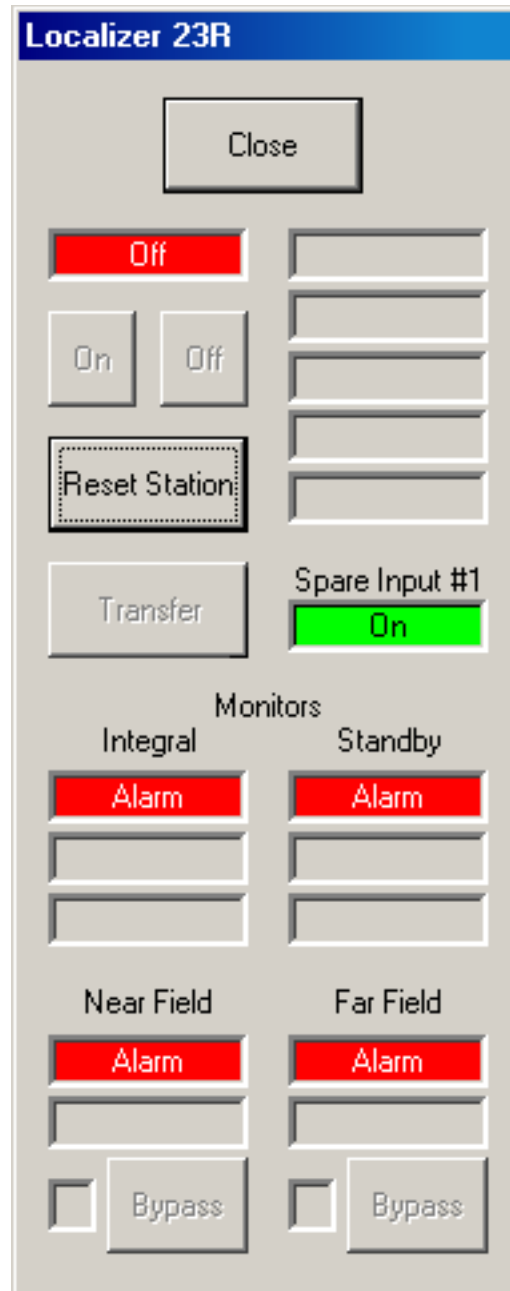 Localizer 23R
Close
Off
On Off
Reset Station
Transfer
Spare Input #1
On
Monitors
Integral Standby
Alarm Alarm
Near Field Far Field
Alarm Alarm
Bypass Bypass